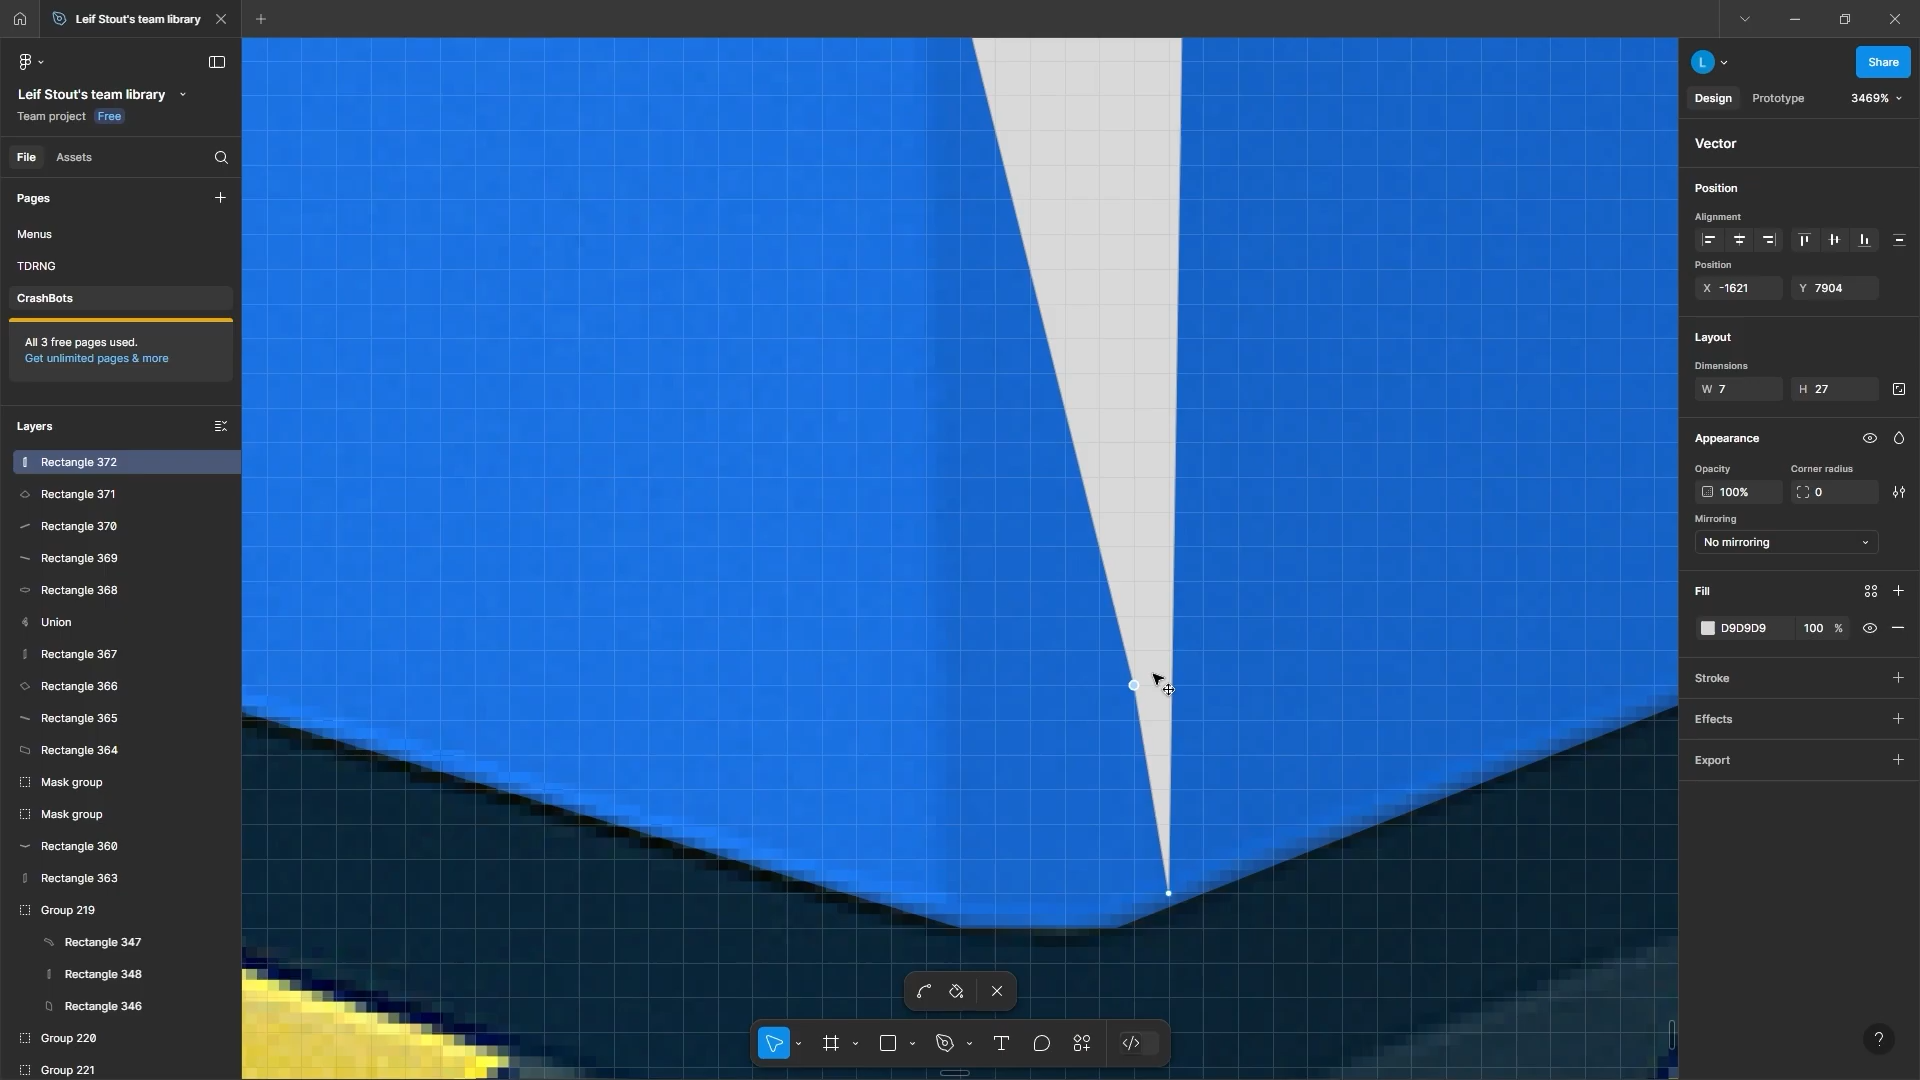 Leif Stout's team library
Leif Stout's team library
Team project Free
File Assets
Pages
Menus
TDRNG
CrashBots
All 3 free pages used.
Get unlimited pages & more
Layers
Rectangle 372
Rectangle 371
Rectangle 370
Rectangle 369
Rectangle 368
Union
Rectangle 367
Rectangle 366
Rectangle 365
Rectangle 364
Mask group
Mask group
Rectangle 360
Rectangle 363
Group 219
Rectangle 347
Rectangle 348
Rectangle 346
Group 220
Group 221
L
Share
Design Prototype 3469%
Vector
Position
Alignment
Position
X -1621 Y 7904
Layout
Dimensions
W 7 H 27
Appearance
Opacity Corner radius
100% 0
Mirroring
No mirroring
Fill
D9D9D9 100 %
Stroke
Effects
Export
?